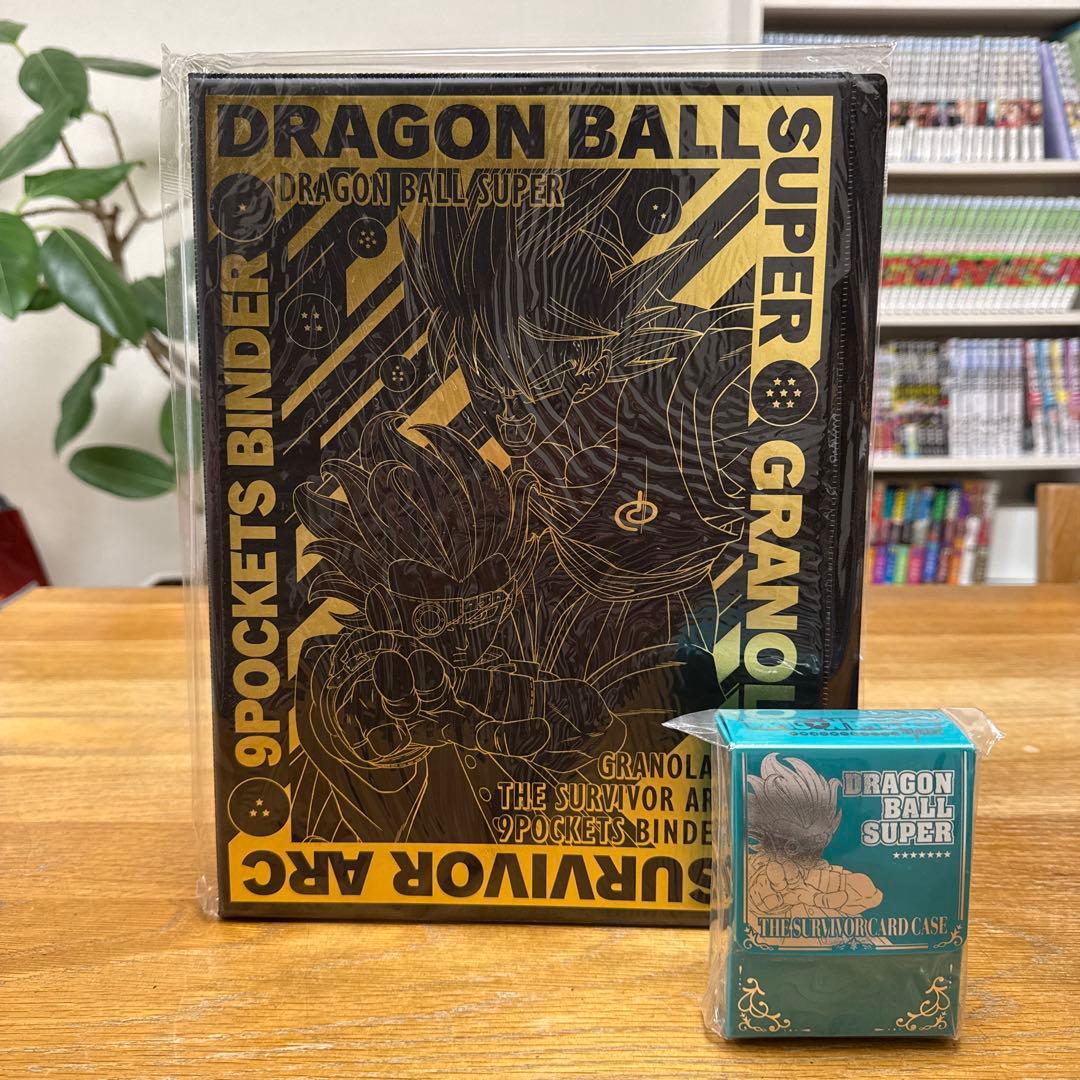 DRAGON BALL
SUPER
GRANOL
SURVIVOR ARC
9POCKETS BINDER
DRAGON BALL SUPER
GRANOLA
THE SURVIVOR AR
9POCKETS BINDE
DRAGON
BALL
SUPER
THE SURVIVOR CARD CASE